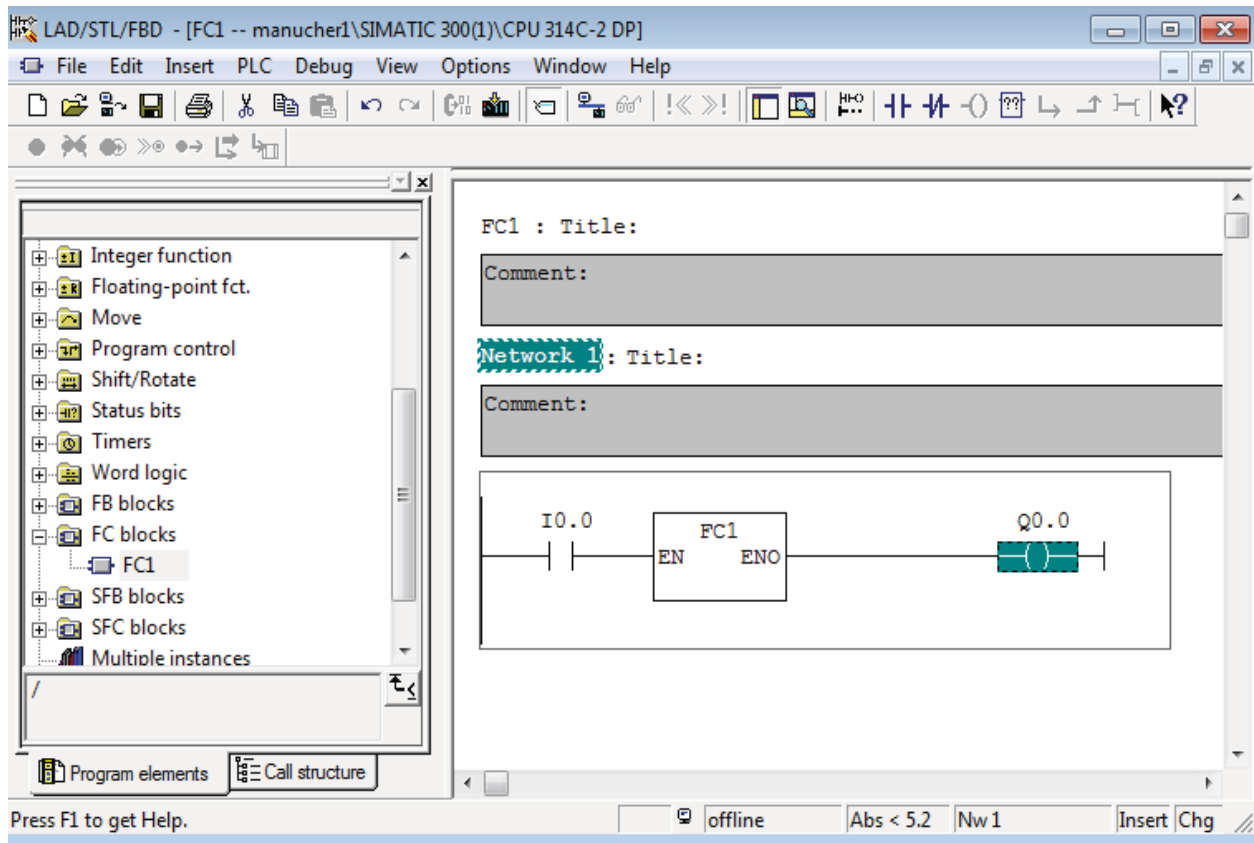 LAD/STL/FBD - [FC1 -- manucher1\SIMATIC 300(1)\CPU 314C-2 DP]
File Edit Insert PLC Debug View Options Window Help
Integer function
Floating-point fct.
Move
Program control
Shift/Rotate
Status bits
Timers
Word logic
FB blocks
FC blocks
FC1
SFB blocks
SFC blocks
Multiple instances
/
Program elements Call structure
FC1 : Title:
Comment:
Network 1: Title:
Comment:
I0.0 FC1 Q0.0
EN ENO
Press F1 to get Help. offline Abs < 5.2 Nw 1 Insert Chg